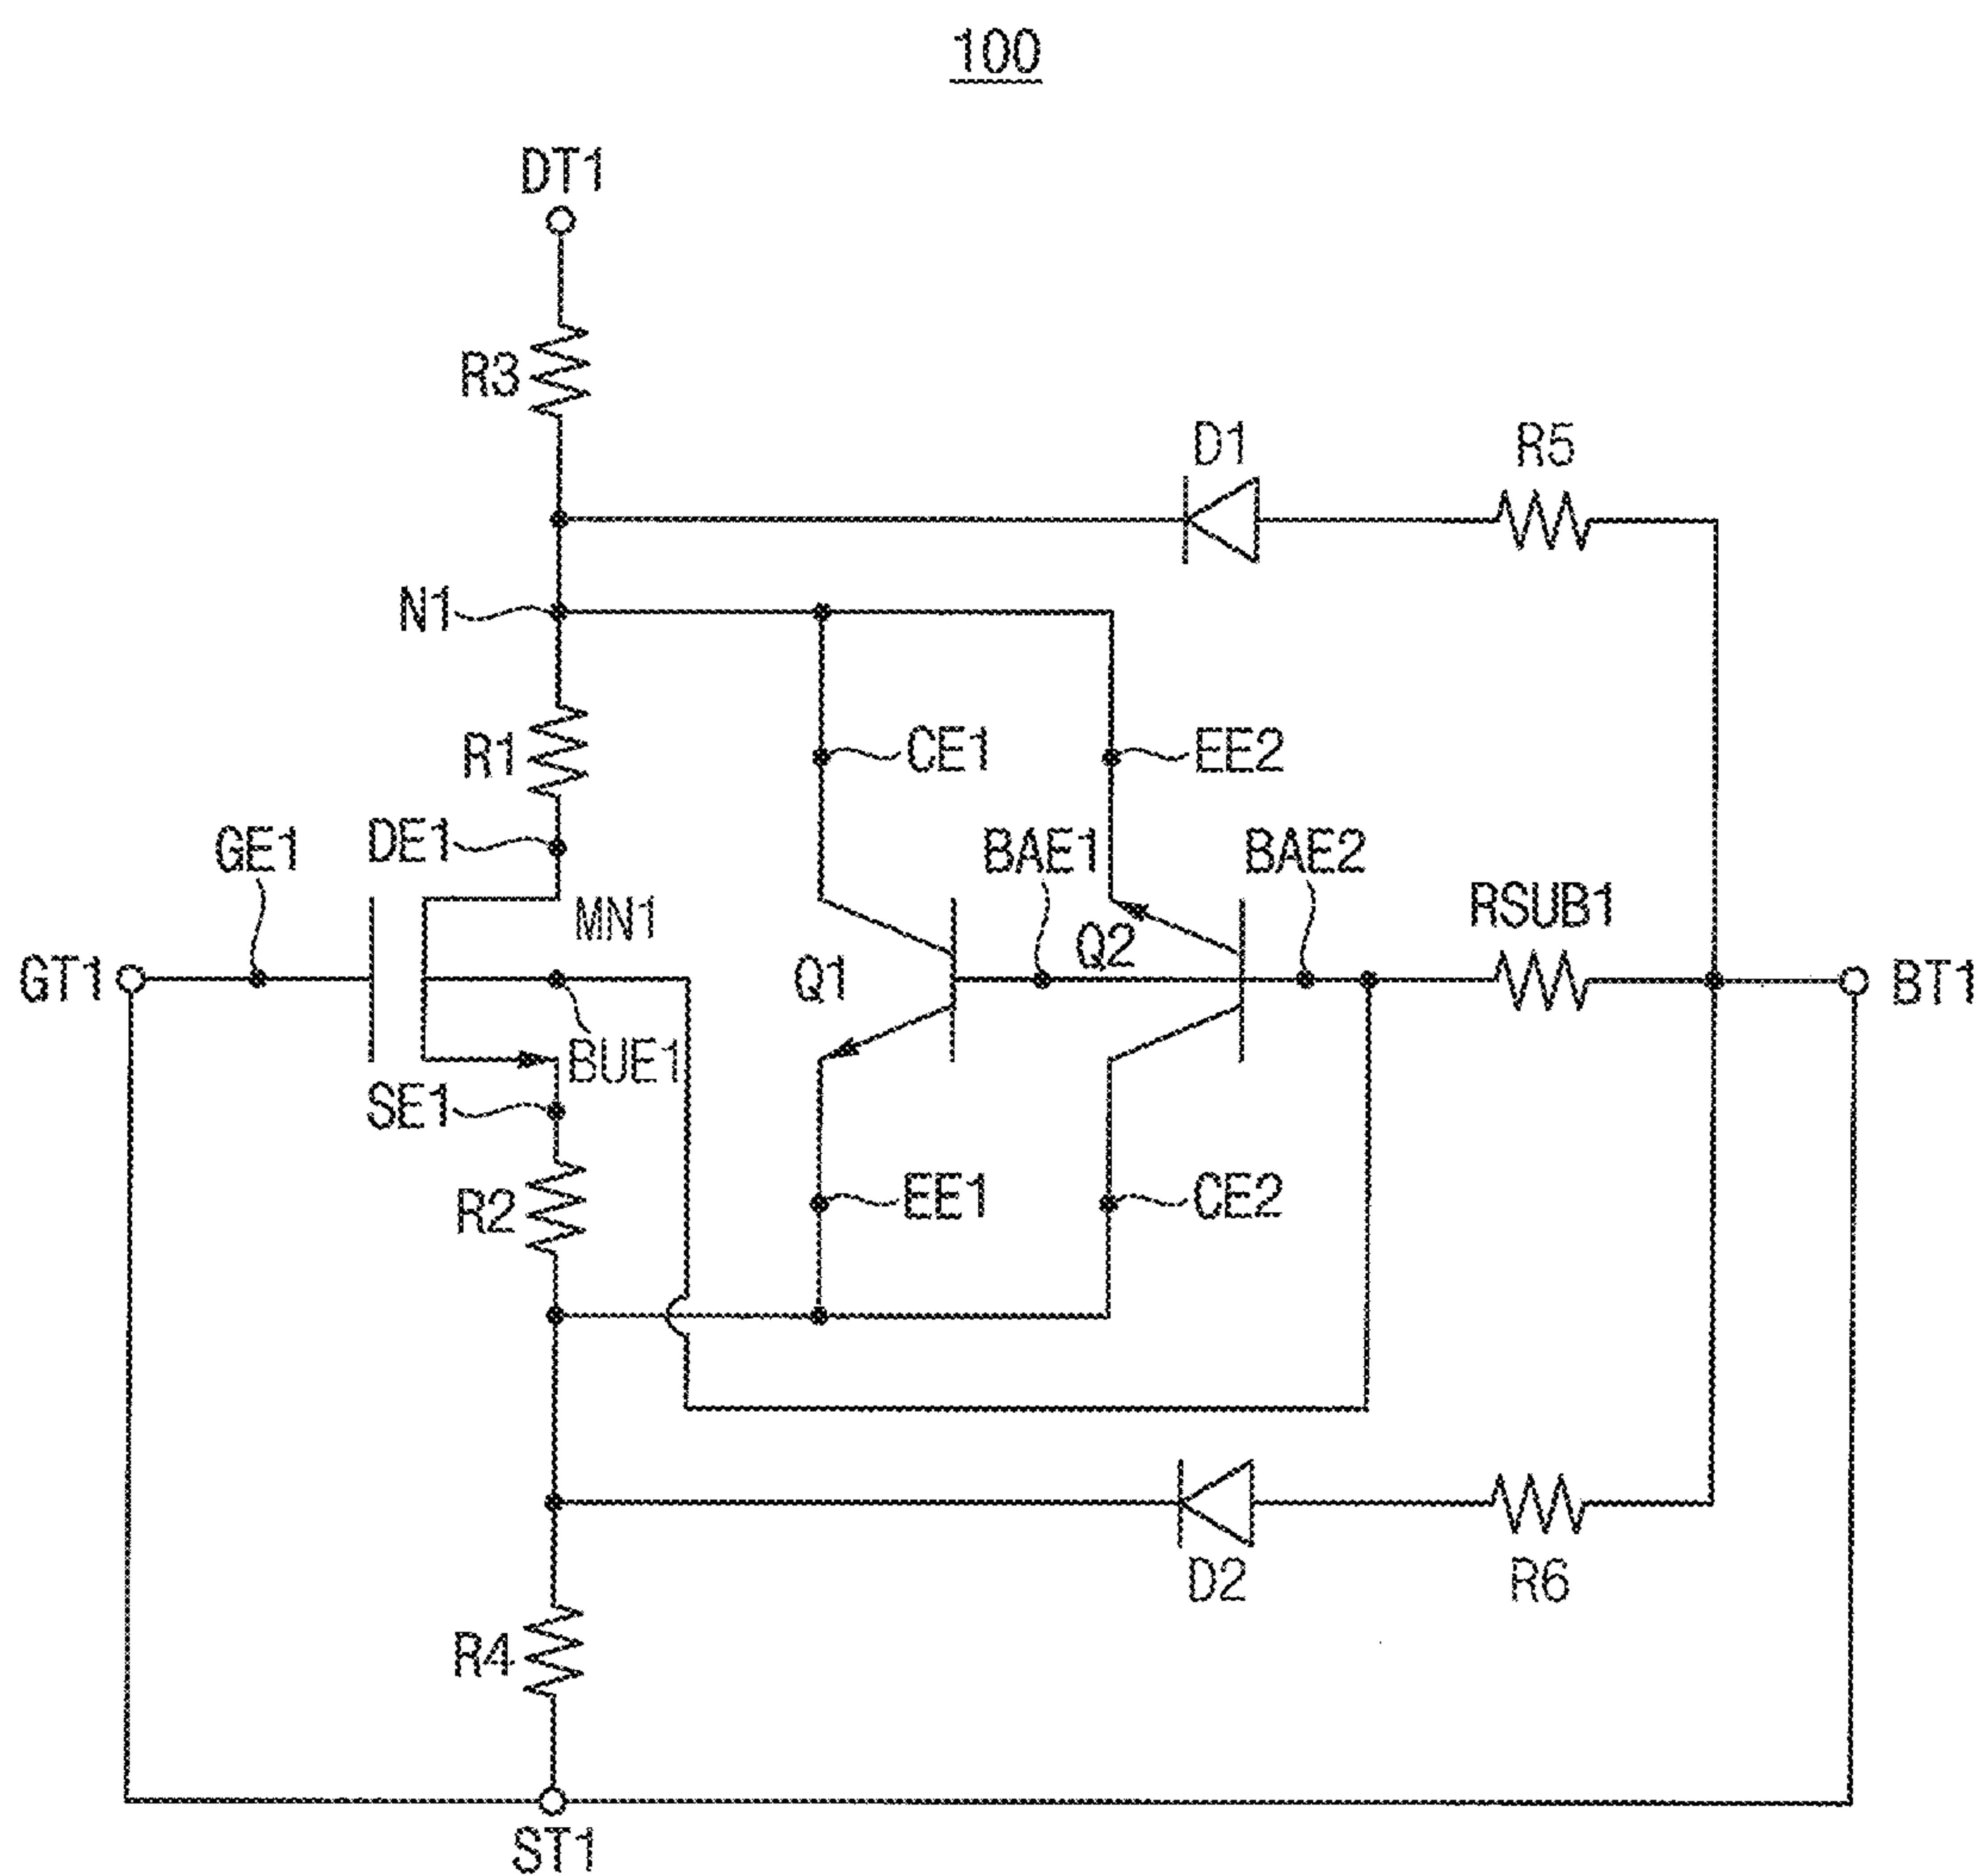 100
DT1
R3
D1
R5
N1
R1
CE1
EE2
GE1
DE1
BAE1
BAE2
RSUB1
MN1
Q2
GT1
Q1
BT1
BUE1
SE1
R2
EE1
CE2
D2
R6
R4
ST1